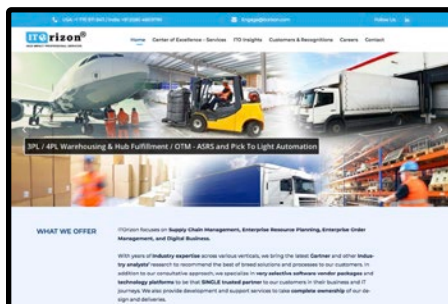 Engage@itorizon.com
Follow Us
ITOrizon®
Home Center of Excellence - Services ITO Insights Customers & Recognitions Careers Contact
3PL / 4PL Warehousing & Hub Fulfillment / OTM - ASRS and Pick To Light Automation
WHAT WE OFFER
ITOrizon focuses on Supply Chain Management, Enterprise Resource Planning, Enterprise Order
Management, and Digital Business.
With years of industry expertise across various verticals, we bring the latest Gartner and other indus-
try analysts' research to recommend the best of breed solutions and processes to our customers. In
addition to our consultative approach, we specialize in very selective software vendor packages and
technology platforms to be that SINGLE trusted partner to our customers in their business and IT
journeys. We also provide development and support services to take complete ownership of our de-
sign and deliveries.